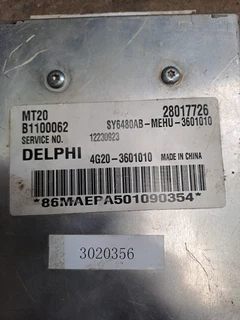 MT20 28017726
B1100062 SY6480AB-MEHU-3601010
SERVICE NO. 12230923
DELPHI 4G20-3601010 MADE IN CHINA
*86MAEPA501090354*
3020356